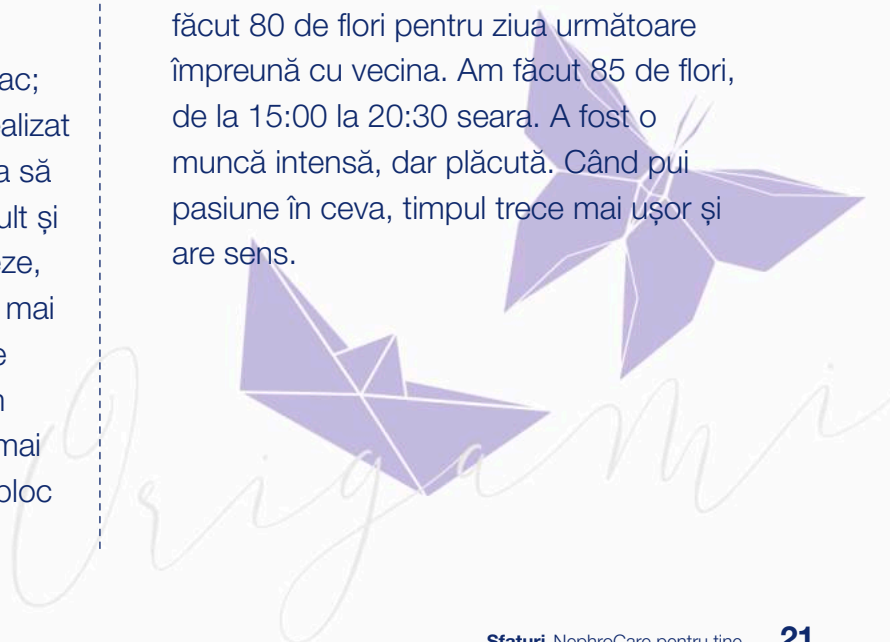 ac;
alizat
a să
ult și
eze,
mai
e
mai
bloc
făcut 80 de flori pentru ziua următoare
împreună cu vecina. Am făcut 85 de flori,
de la 15:00 la 20:30 seara. A fost o
muncă intensă, dar plăcută. Când pui
pasiune în ceva, timpul trece mai ușor și
are sens.
Origami
Sfaturi NephroCare pentru tine 21